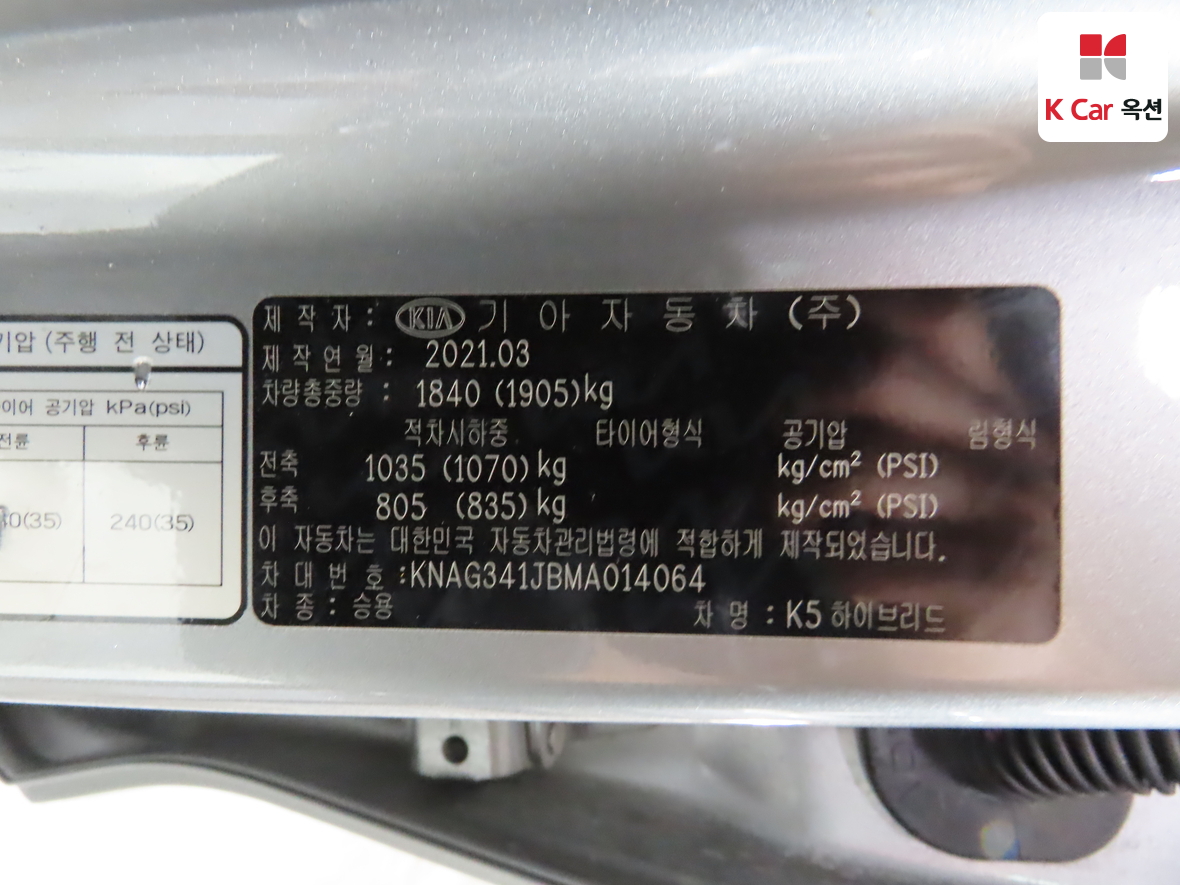 K Car 옥션
기압 (주행 전 상태)
이어 공기압 kPa(psi)
전륜 후륜
0(35) 240(35)
제 작 자 : KIA 기 아 자 동 차 (주)
제 작 연 월 : 2021.03
차량총중량 : 1840 (1905)kg
적차시하중 타이어형식 공기압 림형식
전축 1035 (1070)kg kg/cm² (PSI)
후축 805 (835)kg kg/cm² (PSI)
이 자동차는 대한민국 자동차관리법령에 적합하게 제작되었습니다.
차 대 번 호 :KNAG341JBMA014064
차 종 : 승용 차 명 : K5 하이브리드